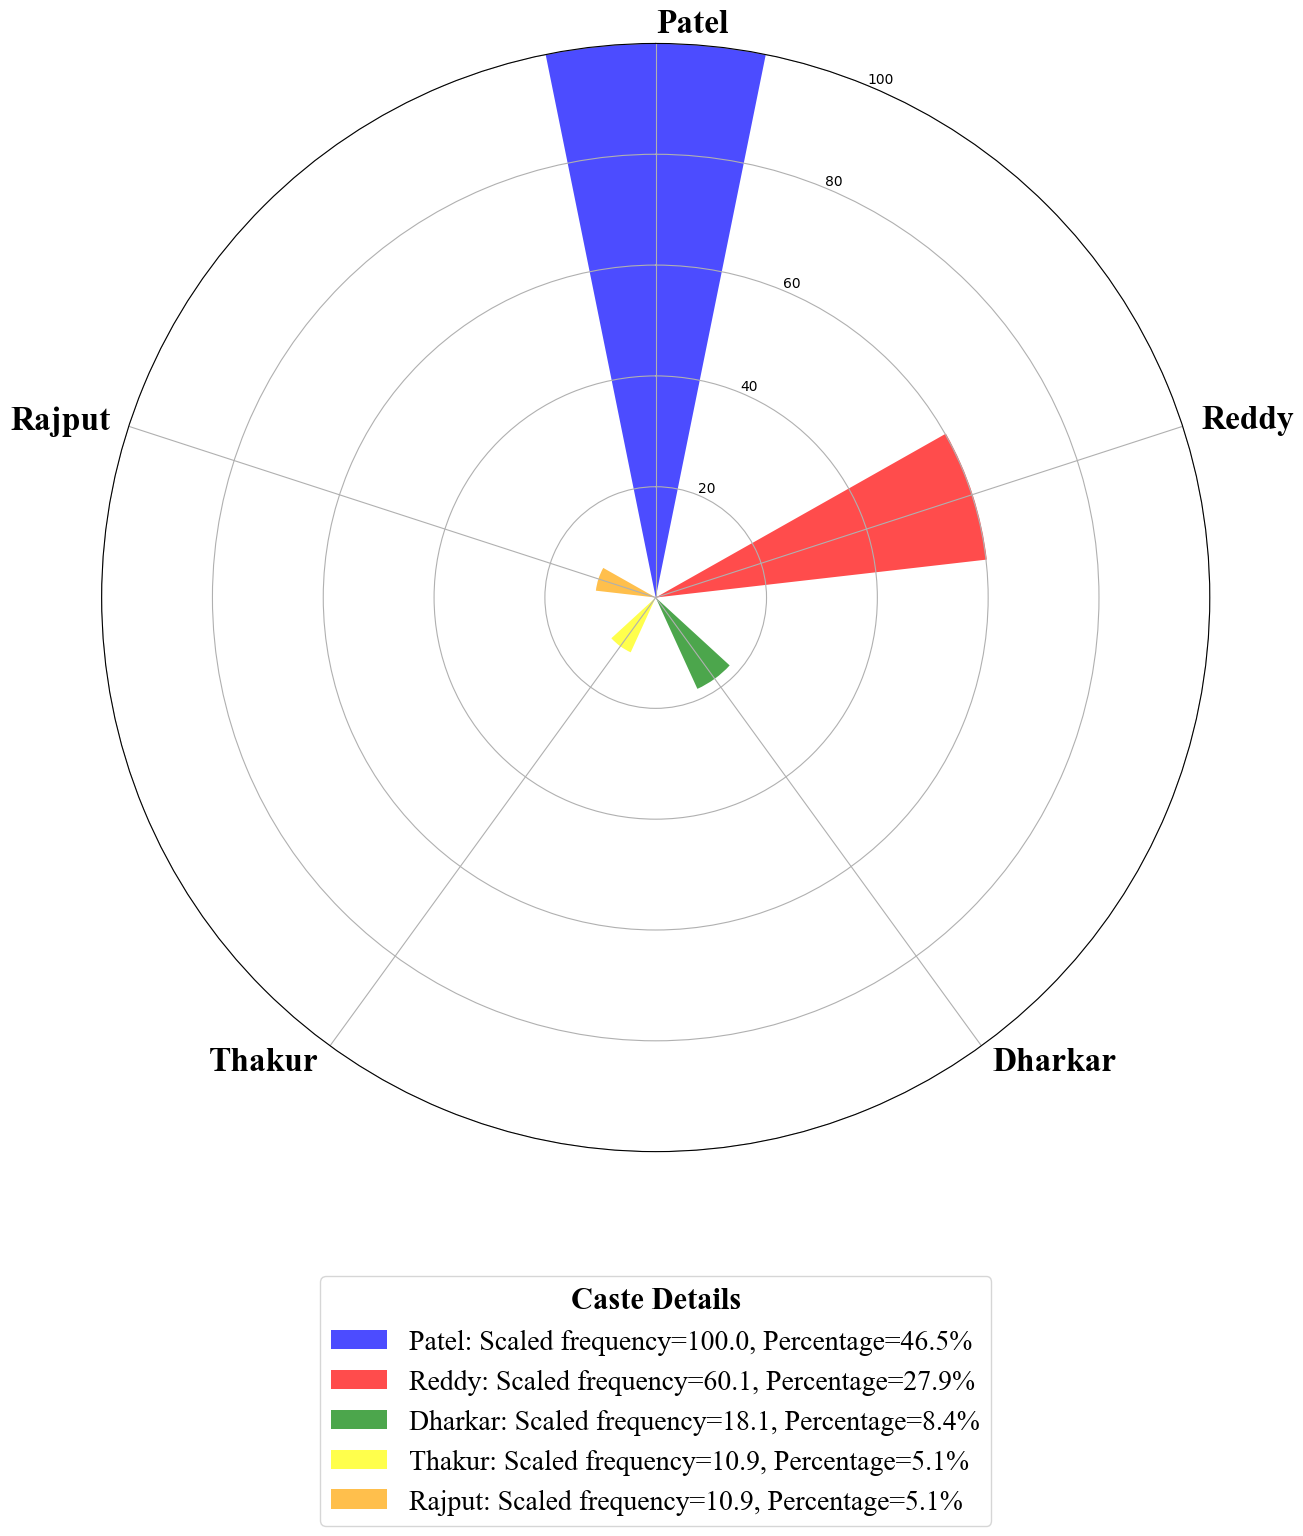 Patel
100
80
60
40
20
Rajput
Reddy
Thakur
Dharkar
Caste Details
Patel: Scaled frequency=100.0, Percentage=46.5%
Reddy: Scaled frequency=60.1, Percentage=27.9%
Dharkar: Scaled frequency=18.1, Percentage=8.4%
Thakur: Scaled frequency=10.9, Percentage=5.1%
Rajput: Scaled frequency=10.9, Percentage=5.1%